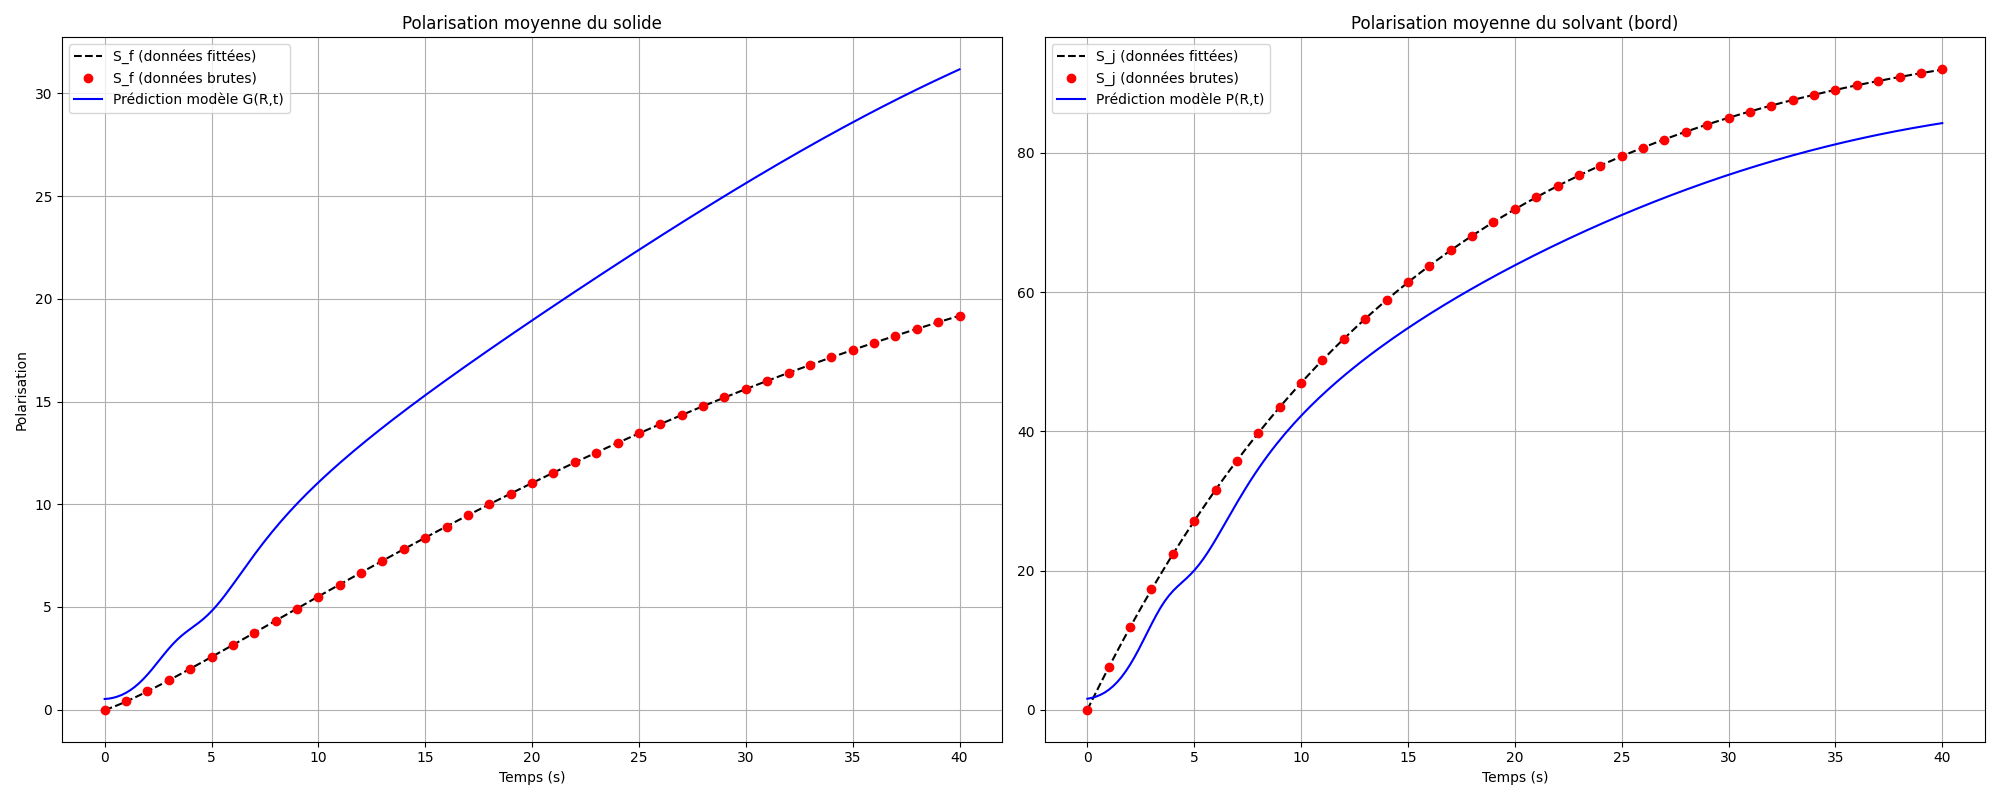 Polarisation moyenne du solide
S_f (données fittées)
S_f (données brutes)
Prédiction modèle G(R,t)
Polarisation
30
25
20
15
10
5
0
0 5 10 15 20 25 30 35 40
Temps (s)
Polarisation moyenne du solvant (bord)
S_j (données fittées)
S_j (données brutes)
Prédiction modèle P(R,t)
80
60
40
20
0
0 5 10 15 20 25 30 35 40
Temps (s)